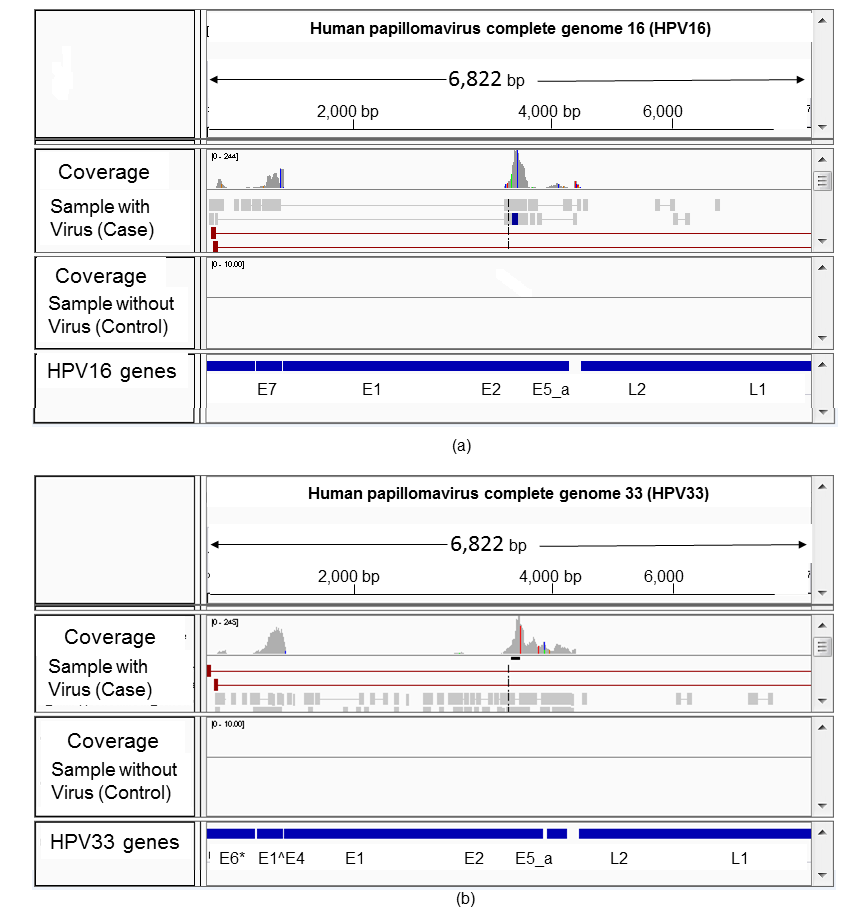 Human papillomavirus complete genome 16 (HPV16)
6,822 bp
2,000 bp
4,000 bp
6,000
Coverage
[0 - 244]
Sample with
Virus (Case)
Coverage
[0 - 10.00]
Sample without
Virus (Control)
HPV16 genes
E7
E1
E2
E5_a
L2
L1
(a)
Human papillomavirus complete genome 33 (HPV33)
6,822 bp
2,000 bp
4,000 bp
6,000
Coverage
[0 - 245]
Sample with
Virus (Case)
Coverage
[0 - 10.00]
Sample without
Virus (Control)
HPV33 genes
E6*
E1^E4
E1
E2
E5_a
L2
L1
(b)